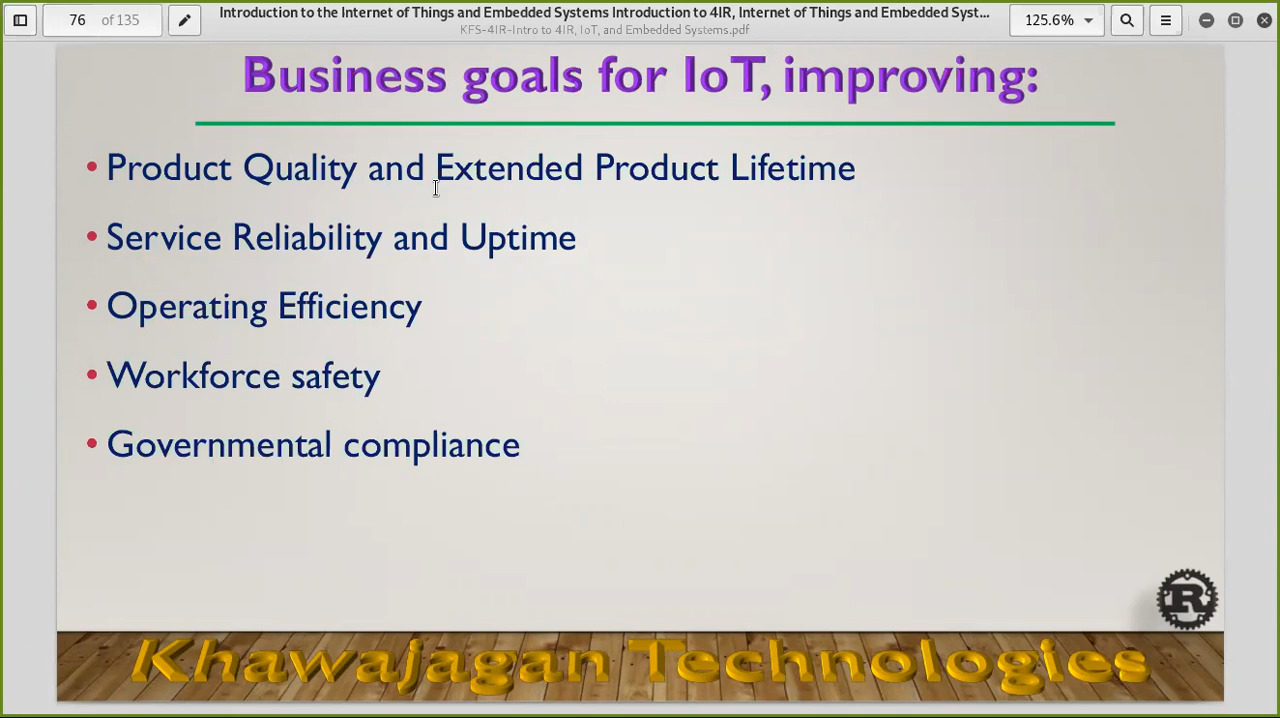 76 of 135
Introduction to the Internet of Things and Embedded Systems Introduction to 4IR, Internet of Things and Embedded Syst...
KFS-4IR-Intro to 4IR, IoT, and Embedded Systems.pdf
125.6%
Business goals for IoT, improving:
• Product Quality and Extended Product Lifetime
• Service Reliability and Uptime
• Operating Efficiency
• Workforce safety
• Governmental compliance
R
Khawajagan Technologies